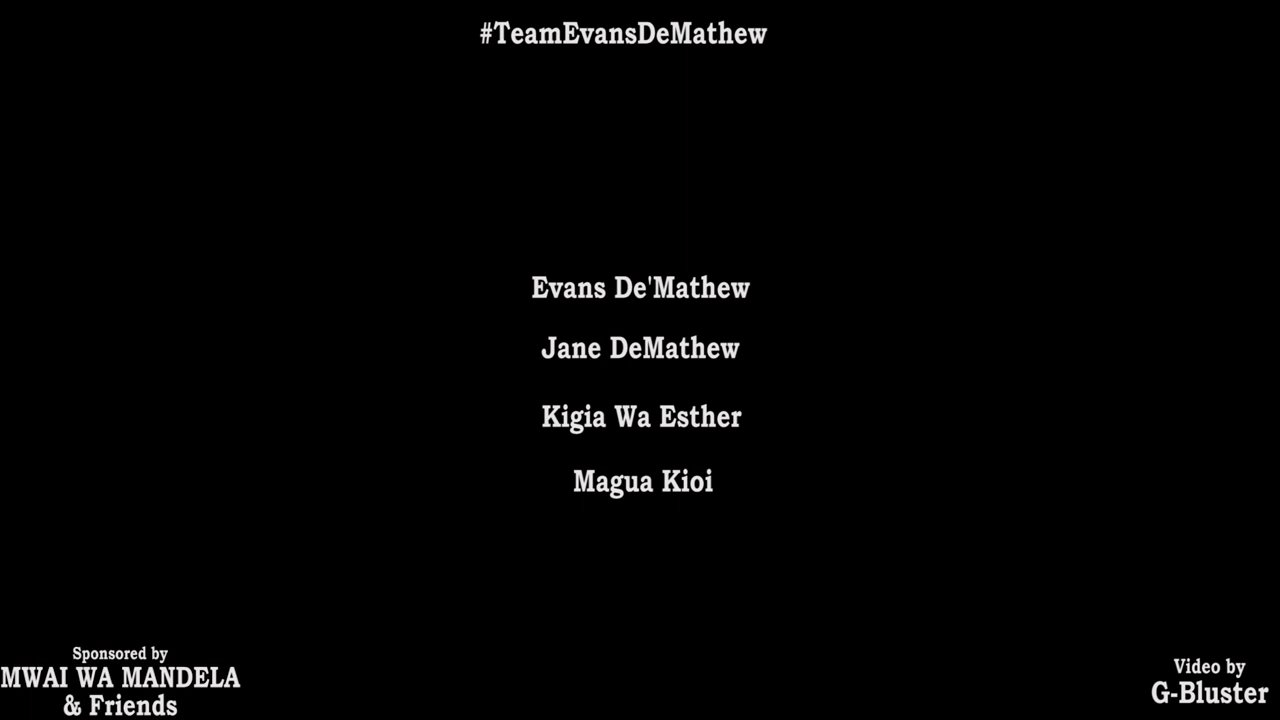 #TeamEvansDeMathew
Evans De'Mathew
Jane DeMathew
Kigia Wa Esther
Magua Kioi
Sponsored by
MWAI WA MANDELA
& Friends
Video by
G-Bluster